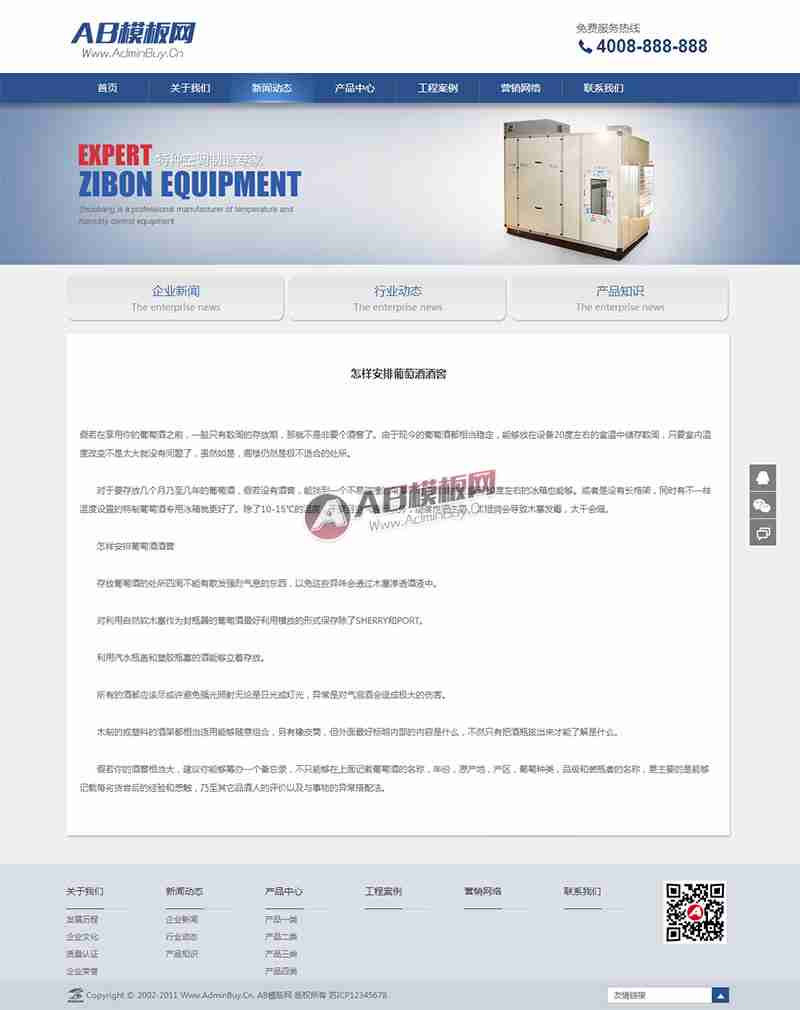 AB模板网
Www.AdminBuy.Cn
免费服务热线
4008-888-888
首页 关于我们 新闻动态 产品中心 工程案例 营销网络 联系我们
EXPERT 特种空调制造专家
ZIBON EQUIPMENT
is a professional manufacturer of temperature and
humidity control equipment
企业新闻 行业动态 产品知识
The enterprise news The enterprise news The enterprise news
怎样安排葡萄酒酒窖
假若在享用你的葡萄酒之前，一般只有数周的存放期，那就不是非要个酒窖了。由于现今的葡萄酒都相当稳定，能够放在设备20度左右的室温中储存数周，只要室内温
度改变不是太大就没有问题了，虽然如是，阁楼仍然是极不适合的处所。
对于要存放几个月乃至几年的葡萄酒，假若没有酒窖，能找到一个不易 度左右的冰箱也能够。或者是没有长格架，同时有不一样
温度设置的特制葡萄酒专用冰箱就更好了。除了10-15℃的温度 会导致木塞发霉，太干会缩。
AB模板网
Www.AdminBuy.C
怎样安排葡萄酒酒窖
存放葡萄酒的处所四周不能有散发强烈气息的东西，以免这些异味会透过木塞渗透酒液中。
对利用自然软木塞作为封瓶器的葡萄酒最好利用横放的形式保存除了SHERRY和PORT。
利用汽水瓶盖和塑胶瓶塞的酒能够立着存放。
所有的酒都应该尽或许避免强光照射无论是日光或灯光，异常是对气泡酒会组成极大的伤害。
木制的或塑料的酒架都相当适用能够随意组合，另有橡皮筒，但外面最好标明内部的内容是什么，不然只有把酒瓶拔出来才能了解是什么。
假若你的酒窖相当大，建议你能够筹办一个备忘录，不只能够在上面记载葡萄酒的名称，年份，原产地，产区，葡萄种类，品级和装瓶者的名称，更主要的是能够
记载每次货尝后的经验和感触，乃至其它品酒人的评价以及与事物的异常搭配法。
关于我们 新闻动态 产品中心 工程案例 营销网络 联系我们
发展历程 企业新闻 产品一类
企业文化 行业动态 产品二类
质量认证 产品知识 产品三类
企业荣誉 产品四类
Copyright © 2002-2011 Www.AdminBuy.Cn, AB模板网 版权所有 苏ICP12345678
友情链接